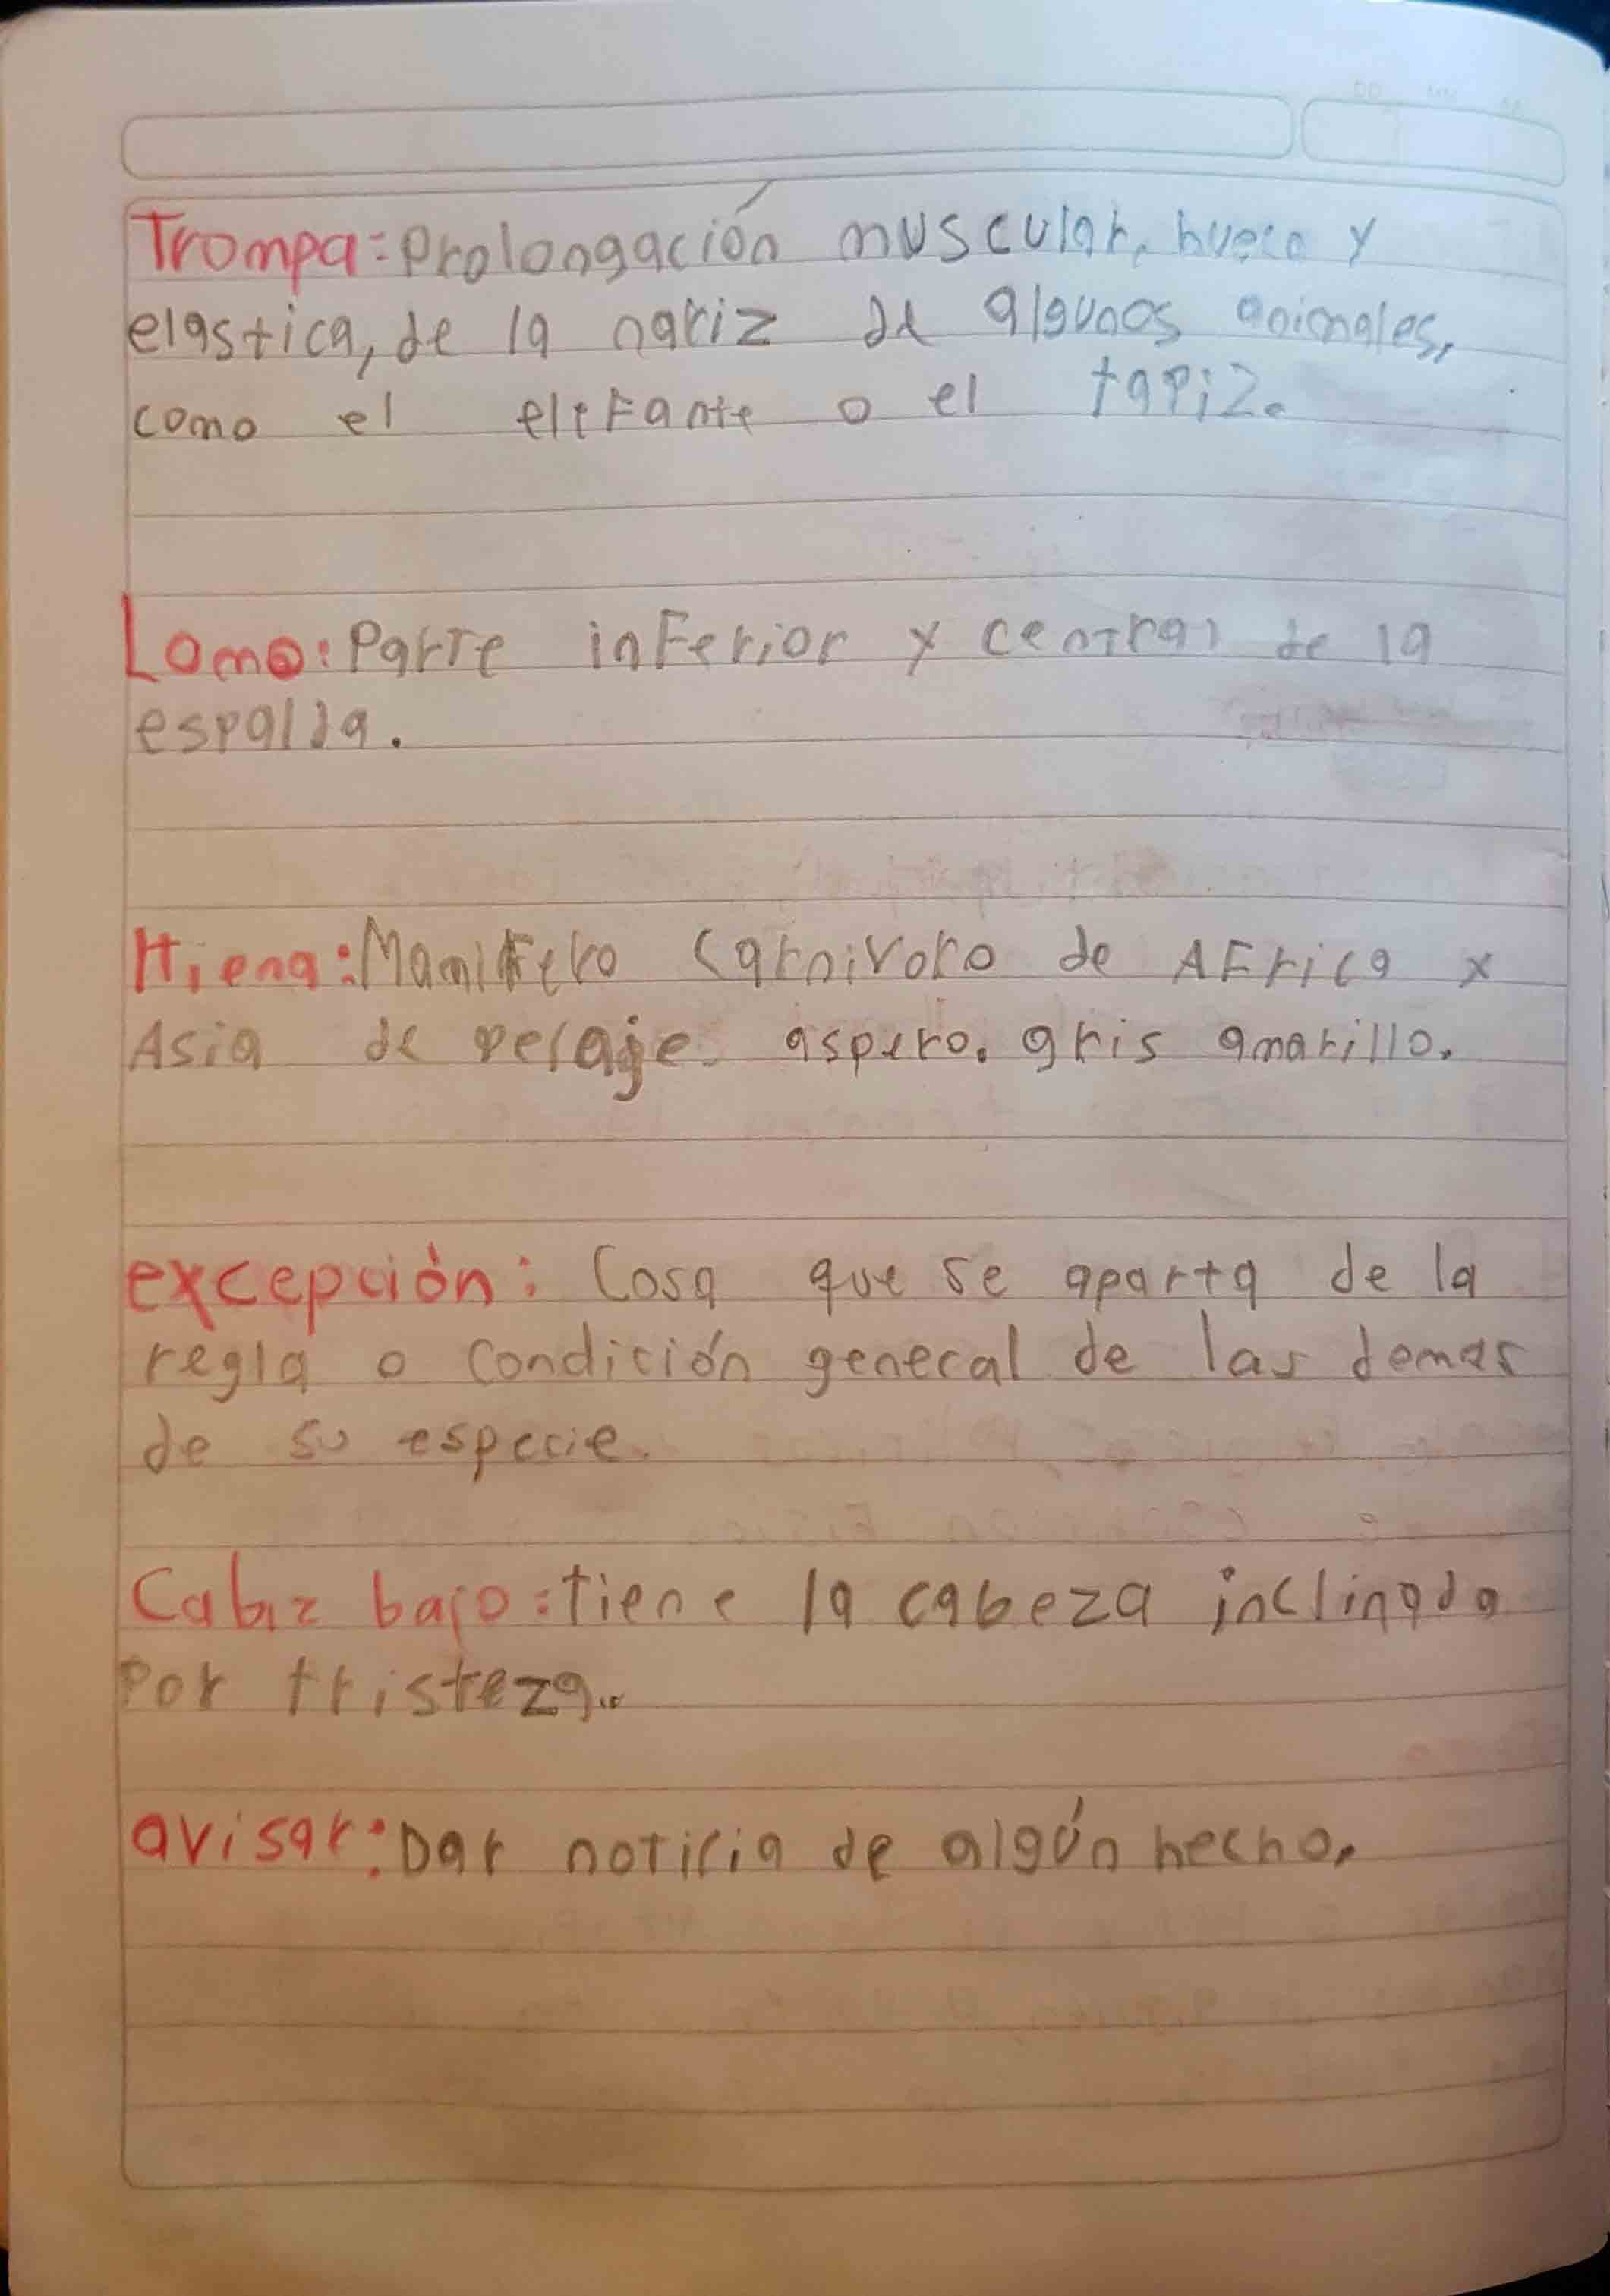 Trompa: Prolongación muscular, hueco y
elastica, de la nariz de algunos animales,
como el elefante o el tapiz.
Lomo: Parte inferior y central de la
espalda.
Hiena: Mamifero carnivoro de Africa y
Asia de pelaje aspero. gris amarillo.
excepción: Cosa que se aparta de la
regla o condición general de las demas
de su especie.
Cabiz bajo: tiene la cabeza inclinada
por tristeza.
avisar: Dar noticia de algún hecho.